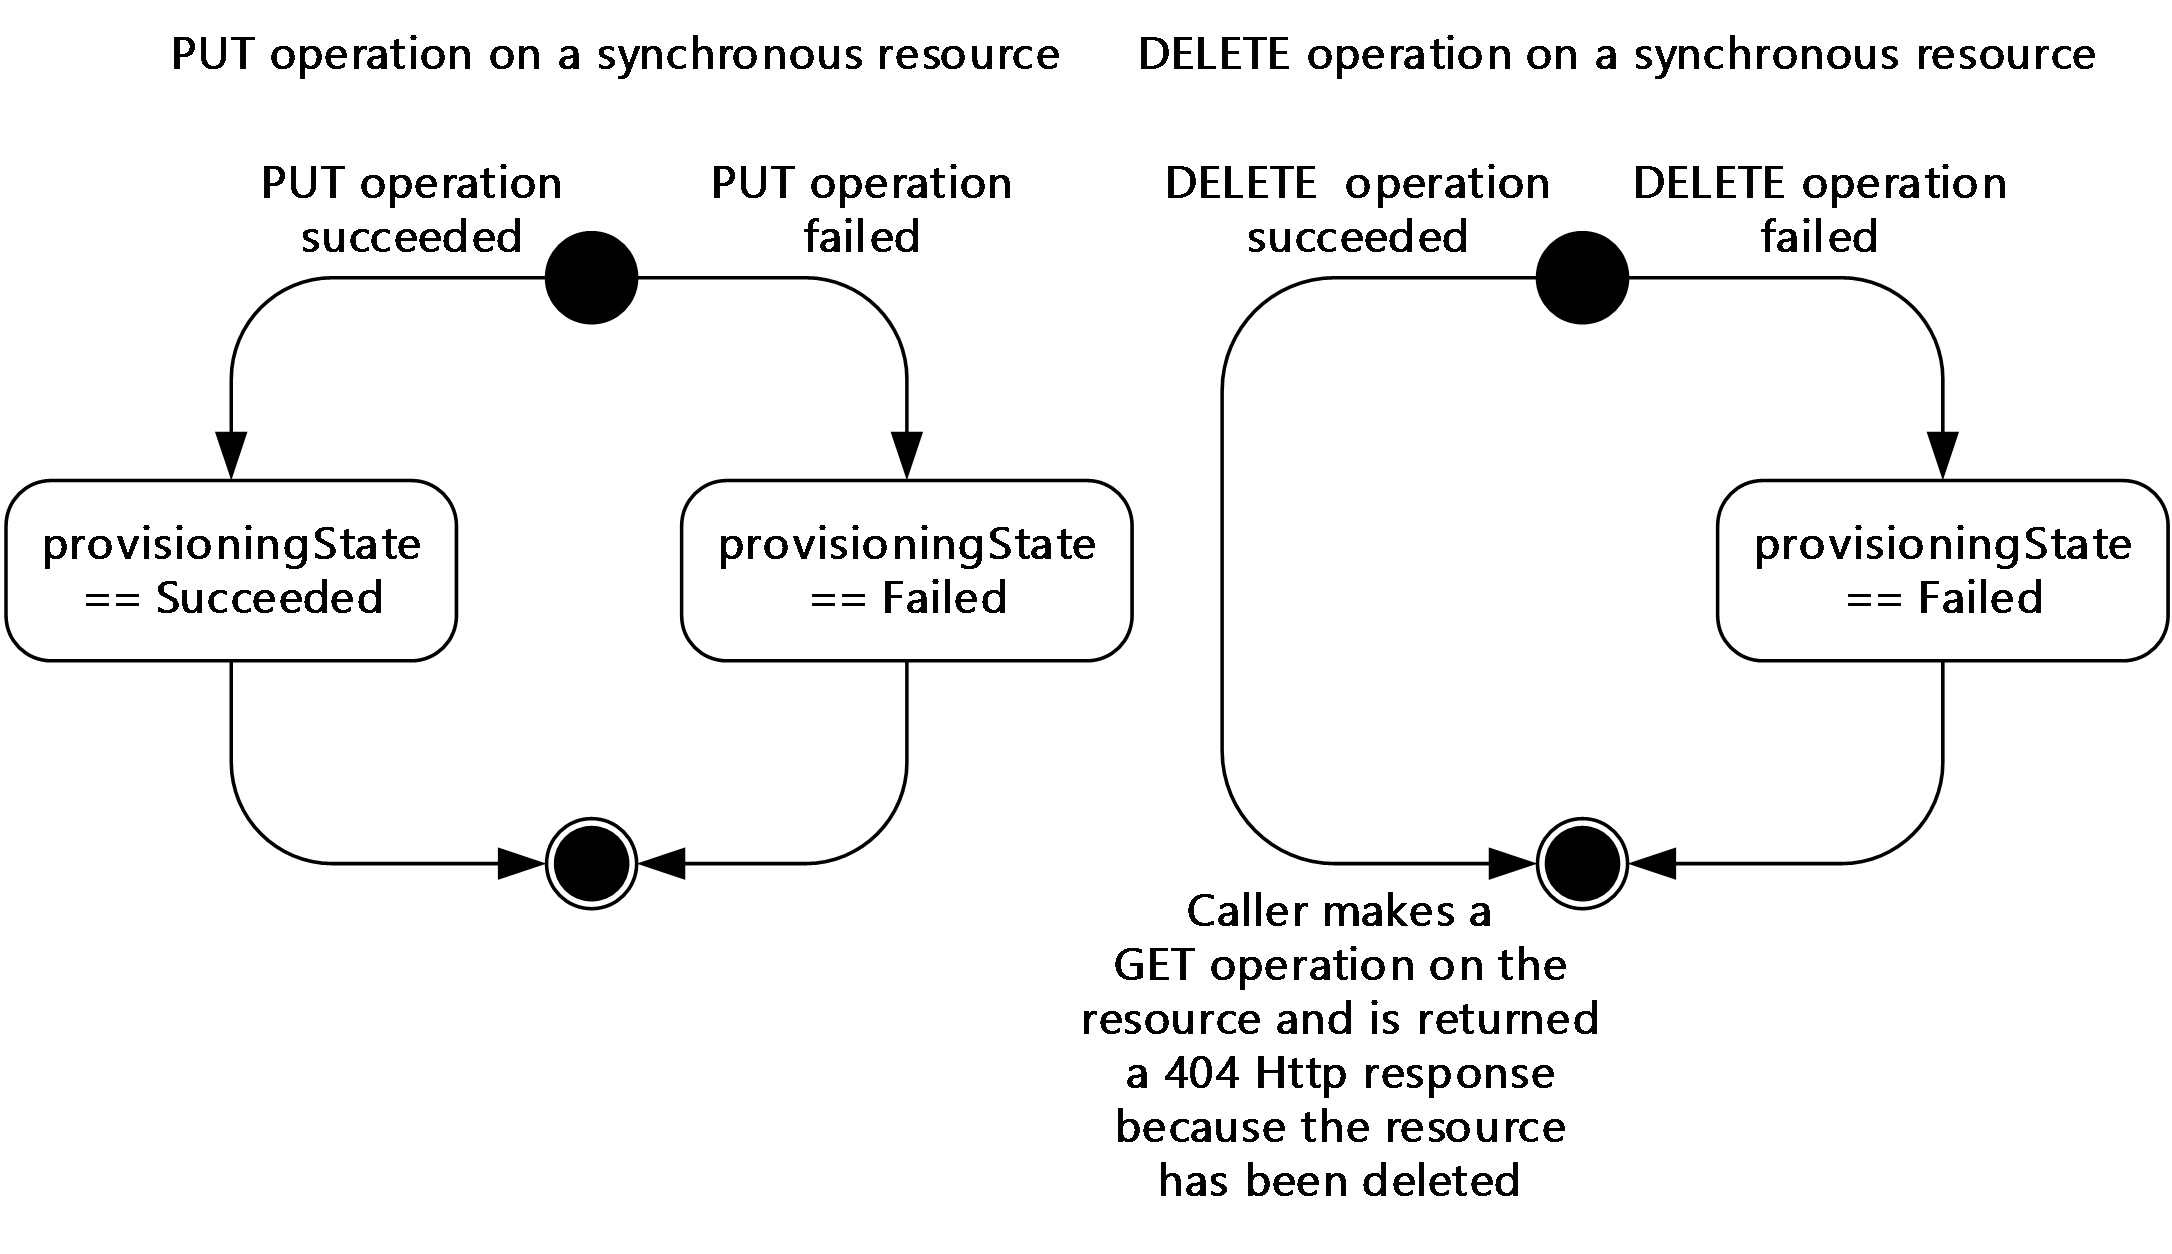 PUT operation on a synchronous resource
PUT operation
succeeded
PUT operation
failed
provisioningState
== Succeeded
provisioningState
== Failed
DELETE operation on a synchronous resource
DELETE  operation
succeeded
DELETE operation
failed
provisioningState
== Failed
Caller makes a
GET operation on the
resource and is returned
a 404 Http response
because the resource
has been deleted